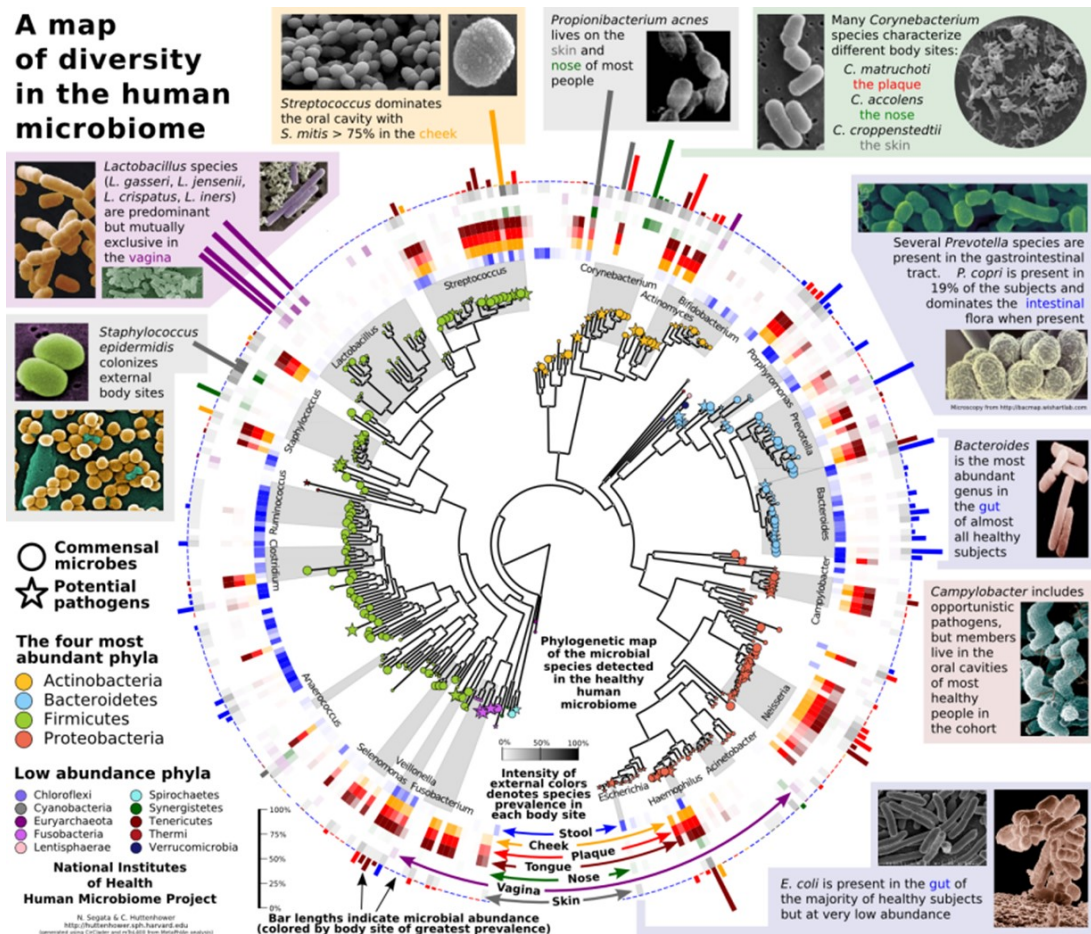 A map
of diversity
in the human
microbiome
Streptococcus dominates
the oral cavity with
S. mitis > 75% in the cheek
Propionibacterium acnes
lives on the
skin and
nose of most
people
Many Corynebacterium
species characterize
different body sites:
C. matruchoti
the plaque
C. accolens
the nose
C. croppenstedtii
the skin
Lactobacillus species
(L. gasseri, L. jensenii,
L. crispatus, L. iners)
are predominant
but mutually
exclusive in
the vagina
Several Prevotella species are
present in the gastrointestinal
tract. P. copri is present in
19% of the subjects and
dominates the intestinal
flora when present
Microscopy from http://bacmap.wishartlab.com
Staphylococcus
epidermidis
colonizes
external
body sites
Bacteroides
is the most
abundant
genus in
the gut
of almost
all healthy
subjects
Campylobacter includes
opportunistic
pathogens,
but members
live in the
oral cavities
of most
healthy
people in
the cohort
E. coli is present in the gut of
the majority of healthy subjects
but at very low abundance
Streptococcus
Lactobacillus
Staphylococcus
Ruminococcus
Clostridium
Anaerococcus
Selenomonas
Veillonella
Fusobacterium
Corynebacterium
Actinomyces
Bifidobacterium
Porphyromonas
Prevotella
Bacteroides
Campylobacter
Neisseria
Acinetobacter
Haemophilus
Escherichia
Commensal
microbes
Potential
pathogens
The four most
abundant phyla
Actinobacteria
Bacteroidetes
Firmicutes
Proteobacteria
Low abundance phyla
Chloroflexi
Cyanobacteria
Euryarchaeota
Fusobacteria
Lentisphaerae
Spirochaetes
Synergistetes
Tenericutes
Thermi
Verrucomicrobia
National Institutes
of Health
Human Microbiome Project
N. Segata & C. Huttenhower
http://huttenhower.sph.harvard.edu
Phylogenetic map
of the microbial
species detected
in the healthy
human
microbiome
0% 50% 100%
Intensity of
external colors
denotes species
prevalence in
each body site
Stool
Cheek
Plaque
Tongue
Nose
Vagina
Skin
100%
75%
50%
25%
0%
Bar lengths indicate microbial abundance
(colored by body site of greatest prevalence)